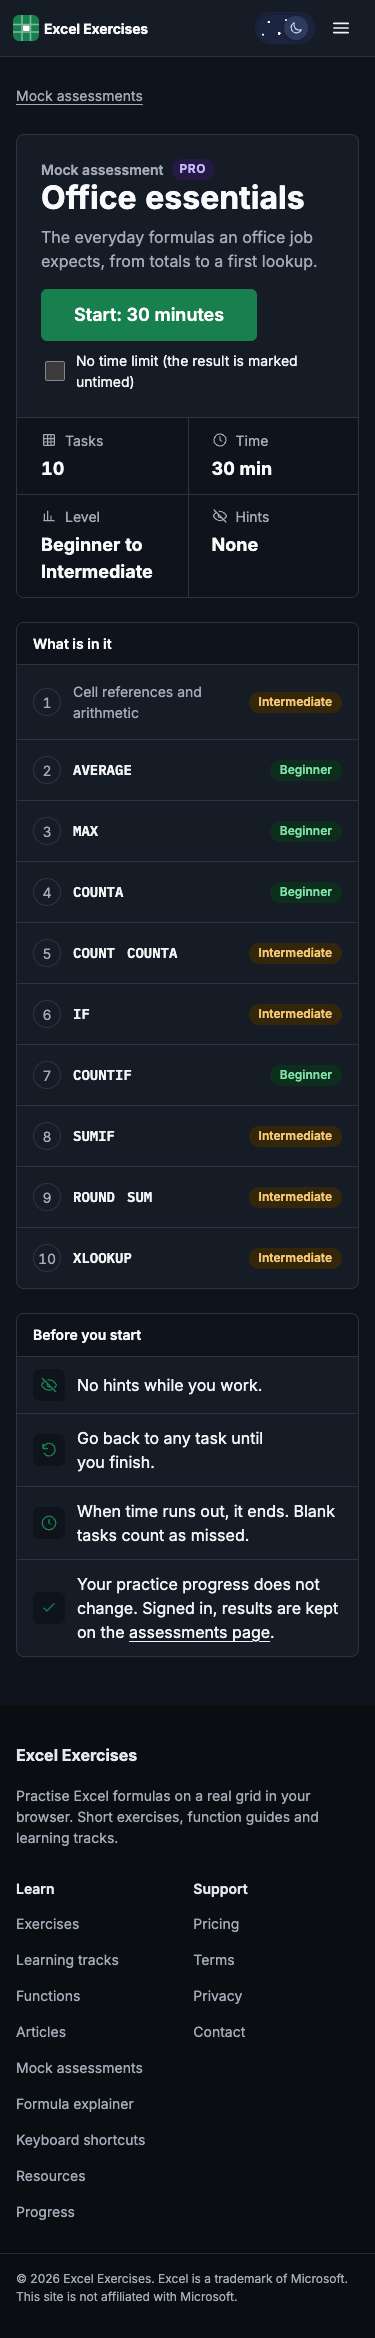 Excel Exercises
Mock assessments
Mock assessment PRO
Office essentials
The everyday formulas an office job
expects, from totals to a first lookup.
Start: 30 minutes
No time limit (the result is marked
untimed)
Tasks
10
Time
30 min
Level
Beginner to
Intermediate
Hints
None
What is in it
1 Cell references and
arithmetic
Intermediate
2 AVERAGE Beginner
3 MAX Beginner
4 COUNTA Beginner
5 COUNT COUNTA Intermediate
6 IF Intermediate
7 COUNTIF Beginner
8 SUMIF Intermediate
9 ROUND SUM Intermediate
10 XLOOKUP Intermediate
Before you start
No hints while you work.
Go back to any task until
you finish.
When time runs out, it ends. Blank
tasks count as missed.
Your practice progress does not
change. Signed in, results are kept
on the assessments page.
Excel Exercises
Practise Excel formulas on a real grid in your
browser. Short exercises, function guides and
learning tracks.
Learn
Exercises
Learning tracks
Functions
Articles
Mock assessments
Formula explainer
Keyboard shortcuts
Resources
Progress
Support
Pricing
Terms
Privacy
Contact
© 2026 Excel Exercises. Excel is a trademark of Microsoft.
This site is not affiliated with Microsoft.